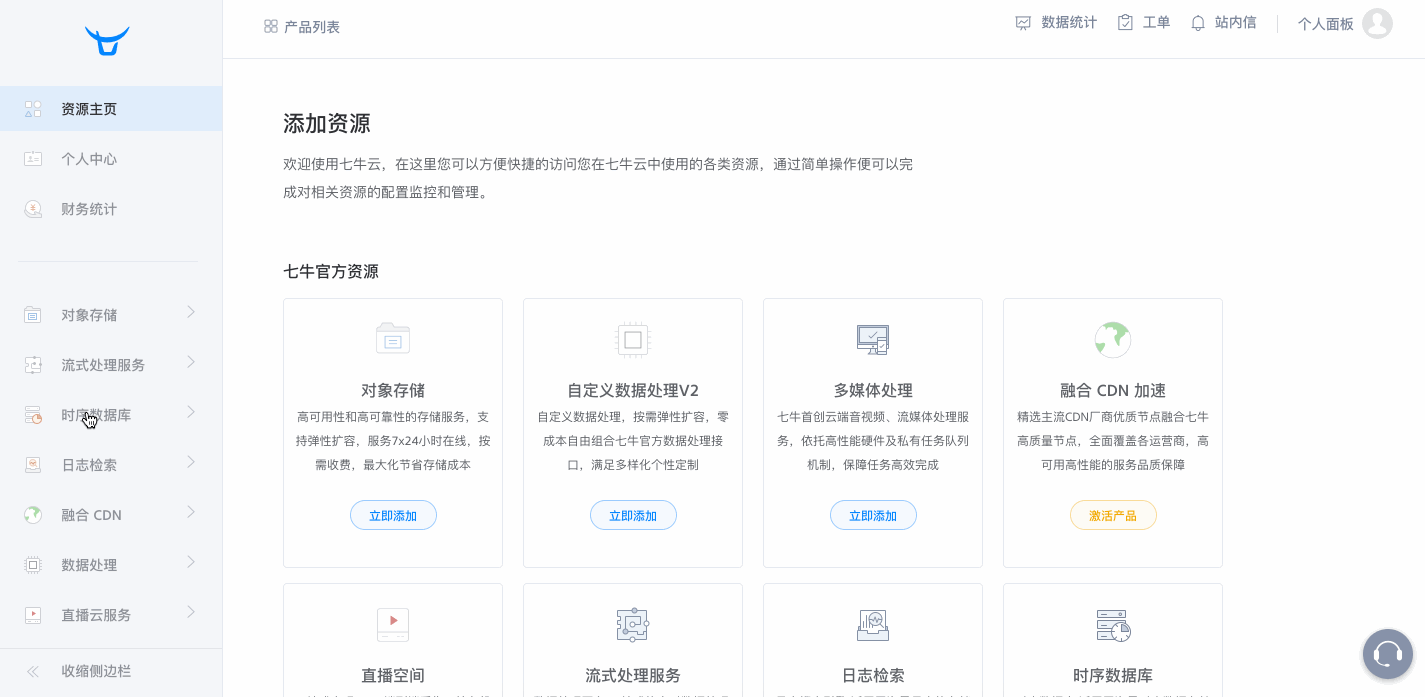 产品列表
数据统计
工单
站内信
个人面板
资源主页
个人中心
财务统计
对象存储
流式处理服务
时序数据库
日志检索
融合 CDN
数据处理
直播云服务
收缩侧边栏
添加资源
欢迎使用七牛云，在这里您可以方便快捷的访问您在七牛云中使用的各类资源，通过简单操作便可以完
成对相关资源的配置监控和管理。
七牛官方资源
对象存储
高可用性和高可靠性的存储服务，支
持弹性扩容，服务7x24小时在线，按
需收费，最大化节省存储成本
立即添加
自定义数据处理V2
自定义数据处理，按需弹性扩容，零
成本自由组合七牛官方数据处理接
口，满足多样化个性定制
立即添加
多媒体处理
七牛首创云端音视频、流媒体处理服
务，依托高性能硬件及私有任务队列
机制，保障任务高效完成
立即添加
融合 CDN 加速
精选主流CDN厂商优质节点融合七牛
高质量节点，全面覆盖各运营商，高
可用高性能的服务品质保障
激活产品
直播空间
流式处理服务
日志检索
时序数据库